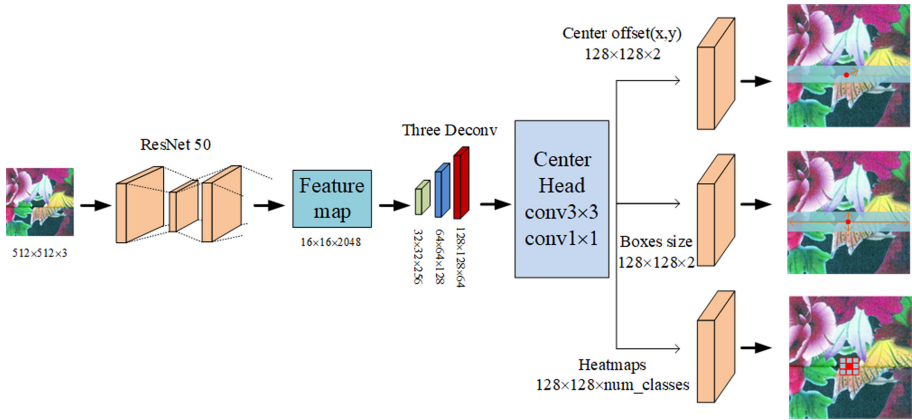 512×512×3
ResNet 50
Feature
map
16×16×2048
Three Deconv
32×32×256
64×64×128
128×128×64
Center
Head
conv3×3
conv1×1
Center offset(x,y)
128×128×2
Boxes size
128×128×2
Heatmaps
128×128×num_classes